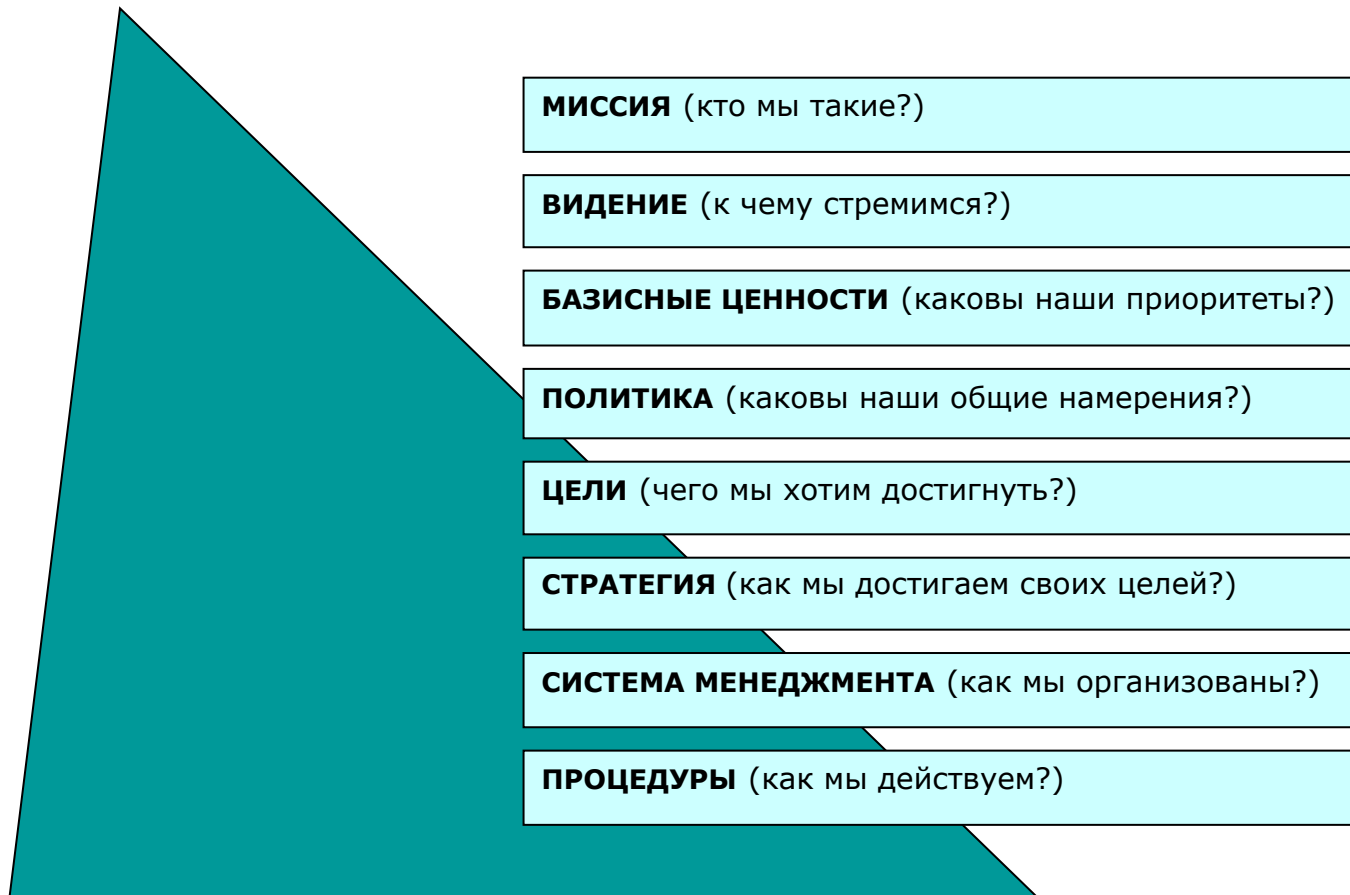 МИССИЯ (кто мы такие?)
ВИДЕНИЕ (к чему стремимся?)
БАЗИСНЫЕ ЦЕННОСТИ (каковы наши приоритеты?)
ПОЛИТИКА (каковы наши общие намерения?)
ЦЕЛИ (чего мы хотим достигнуть?)
СТРАТЕГИЯ (как мы достигаем своих целей?)
СИСТЕМА МЕНЕДЖМЕНТА (как мы организованы?)
ПРОЦЕДУРЫ (как мы действуем?)